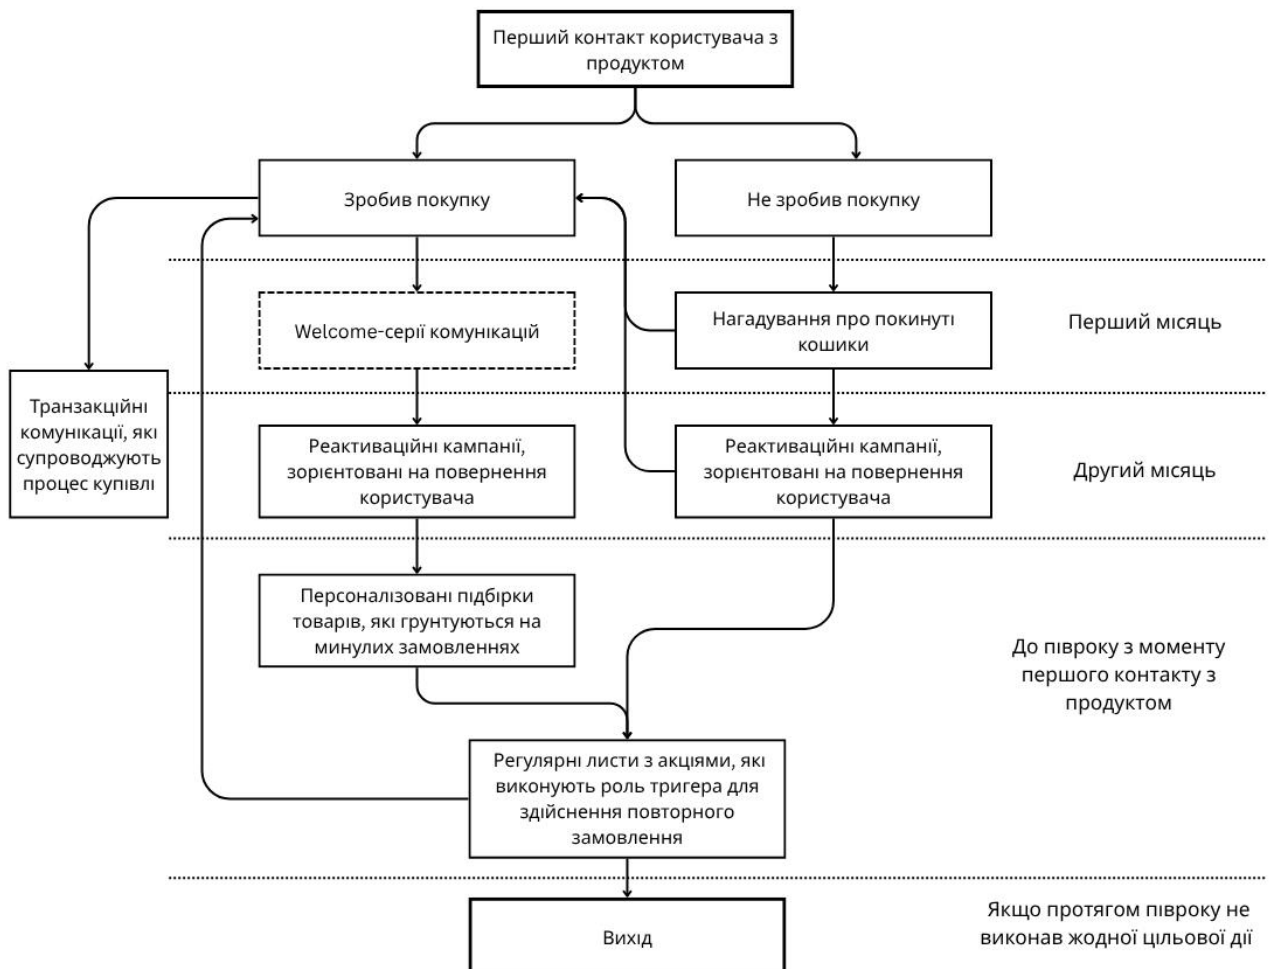 Перший контакт користувача з
продуктом
Зробив покупку
Не зробив покупку
Welcome-серії комунікацій
Нагадування про покинуті
кошики
Перший місяць
Транзакційні
комунікації, які
супроводжують
процес купівлі
Реактиваційні кампанії,
зорієнтовані на повернення
користувача
Реактиваційні кампанії,
зорієнтовані на повернення
користувача
Другий місяць
Персоналізовані підбірки
товарів, які грунтуються на
минулих замовленнях
До півроку з моменту
першого контакту з
продуктом
Регулярні листи з акціями, які
виконують роль тригера для
здійснення повторного
замовлення
Вихід
Якщо протягом півроку не
виконав жодної цільової дії